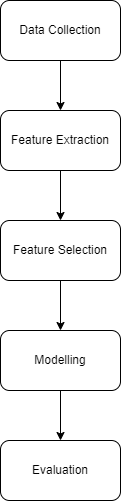 Data Collection
Feature Extraction
Feature Selection
Modelling
Evaluation